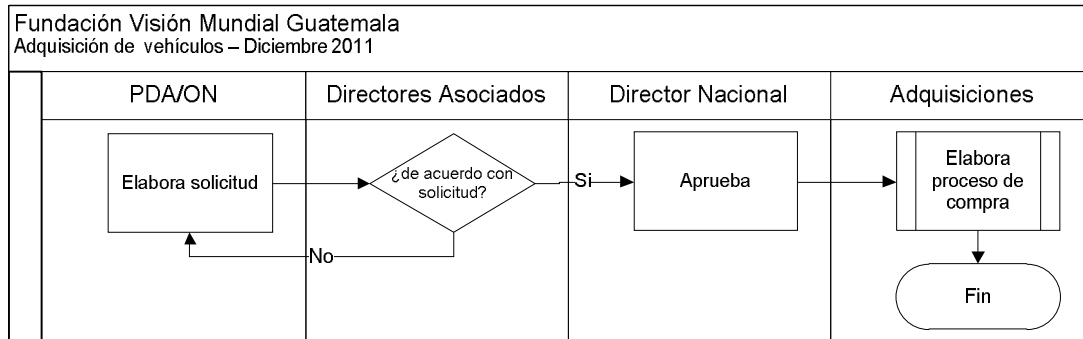 Fundación Visión Mundial Guatemala
Adquisición de vehículos – Diciembre 2011
PDA/ON
Directores Asociados
Director Nacional
Adquisiciones
Elabora solicitud
¿de acuerdo con
solicitud?
Si
Aprueba
Elabora
proceso de
compra
No
Fin